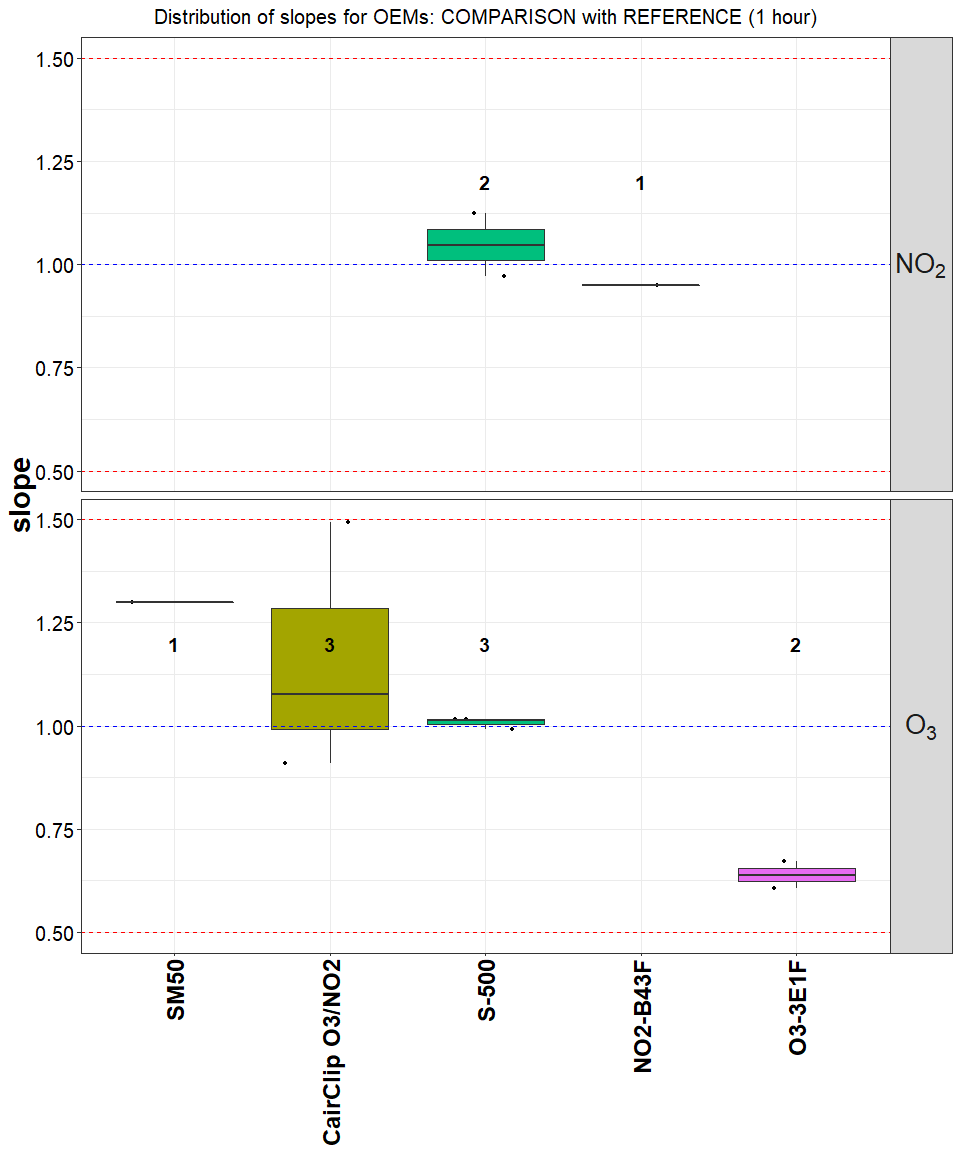 Distribution of slopes for OEMs: COMPARISON with REFERENCE (1 hour)
slope
1.50
1.25
1.00
0.75
0.50
2
1
NO₂
1.50
1.25
1.00
0.75
0.50
1
3
3
2
O₃
SM50
CairClip O3/NO2
S-500
NO2-B43F
O3-3E1F